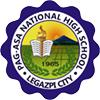 PAG-ASA NATIONAL HIGH SCHOOL
1965
LEGAZPI CITY